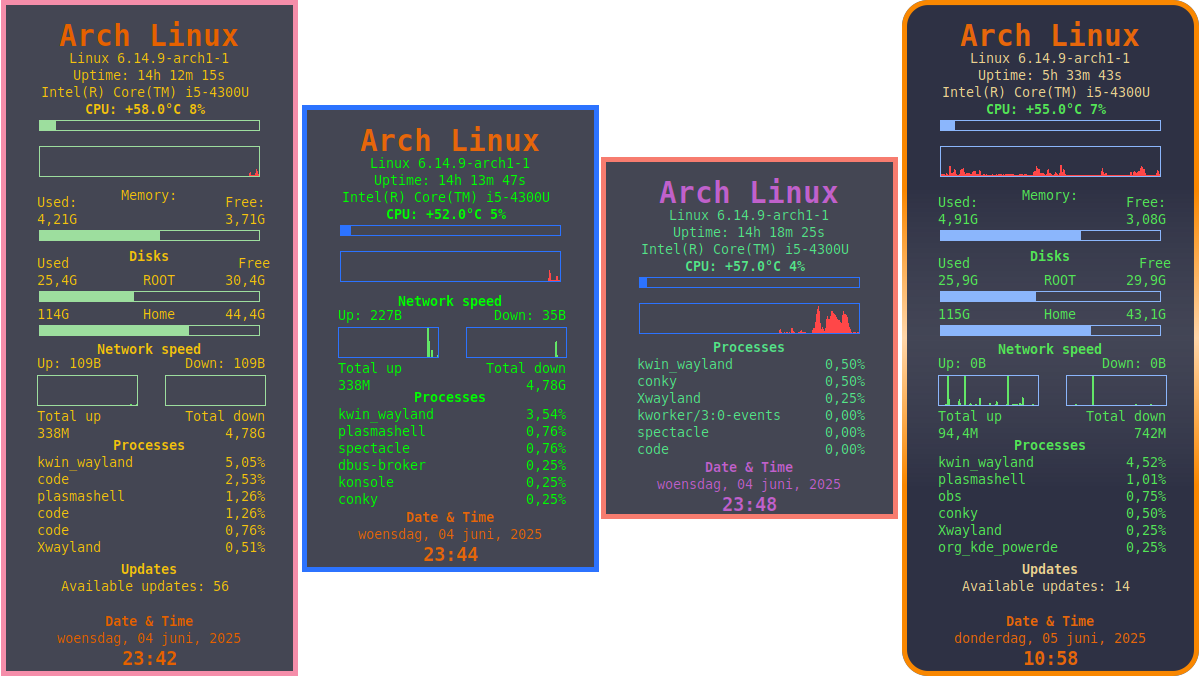 Arch Linux
Linux 6.14.9-arch1-1
Uptime: 14h 12m 15s
Intel(R) Core(TM) i5-4300U
CPU: +58.0°C 8%
Memory:
Used: Free:
4,21G 3,71G
Disks
Used Free
25,4G ROOT 30,4G
114G Home 44,4G
Network speed
Up: 109B Down: 109B
Total up Total down
338M 4,78G
Processes
kwin_wayland 5,05%
code 2,53%
plasmashell 1,26%
code 1,26%
code 0,76%
Xwayland 0,51%
Updates
Available updates: 56
Date & Time
woensdag, 04 juni, 2025
23:42
Arch Linux
Linux 6.14.9-arch1-1
Uptime: 14h 13m 47s
Intel(R) Core(TM) i5-4300U
CPU: +52.0°C 5%
Network speed
Up: 227B Down: 35B
Total up Total down
338M 4,78G
Processes
kwin_wayland 3,54%
plasmashell 0,76%
spectacle 0,76%
dbus-broker 0,25%
konsole 0,25%
conky 0,25%
Date & Time
woensdag, 04 juni, 2025
23:44
Arch Linux
Linux 6.14.9-arch1-1
Uptime: 14h 18m 25s
Intel(R) Core(TM) i5-4300U
CPU: +57.0°C 4%
Processes
kwin_wayland 0,50%
conky 0,50%
Xwayland 0,25%
kworker/3:0-events 0,00%
spectacle 0,00%
code 0,00%
Date & Time
woensdag, 04 juni, 2025
23:48
Arch Linux
Linux 6.14.9-arch1-1
Uptime: 5h 33m 43s
Intel(R) Core(TM) i5-4300U
CPU: +55.0°C 7%
Memory:
Used: Free:
4,91G 3,08G
Disks
Used Free
25,9G ROOT 29,9G
115G Home 43,1G
Network speed
Up: 0B Down: 0B
Total up Total down
94,4M 742M
Processes
kwin_wayland 4,52%
plasmashell 1,01%
obs 0,75%
conky 0,50%
Xwayland 0,25%
org_kde_powerde 0,25%
Updates
Available updates: 14
Date & Time
donderdag, 05 juni, 2025
10:58